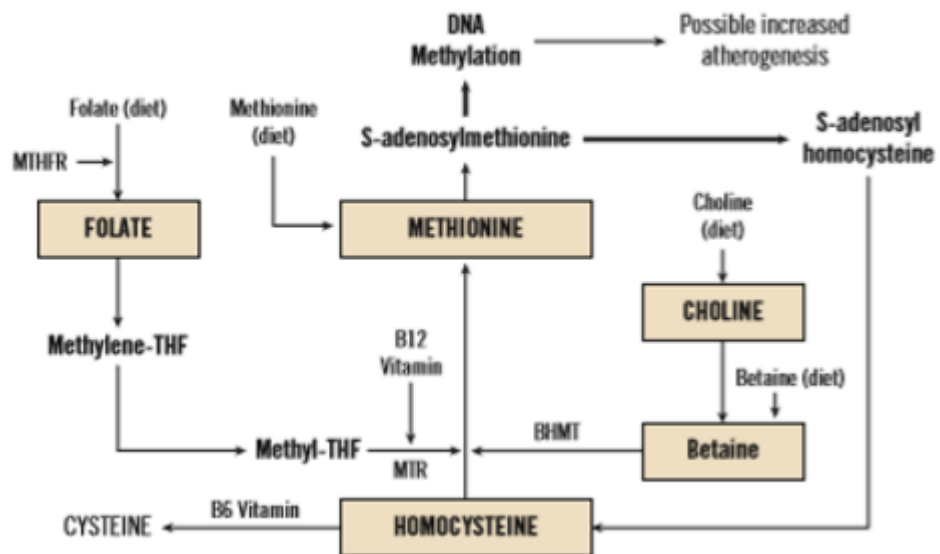 DNA
Methylation
Possible increased
atherogenesis
Folate (diet)
Methionine
(diet)
S-adenosylmethionine
S-adenosyl
homocysteine
MTHFR
FOLATE
METHIONINE
Choline
(diet)
CHOLINE
Methylene-THF
B12
Vitamin
Betaine (diet)
Methyl-THF
MTR
BHMT
Betaine
CYSTEINE
B6 Vitamin
HOMOCYSTEINE